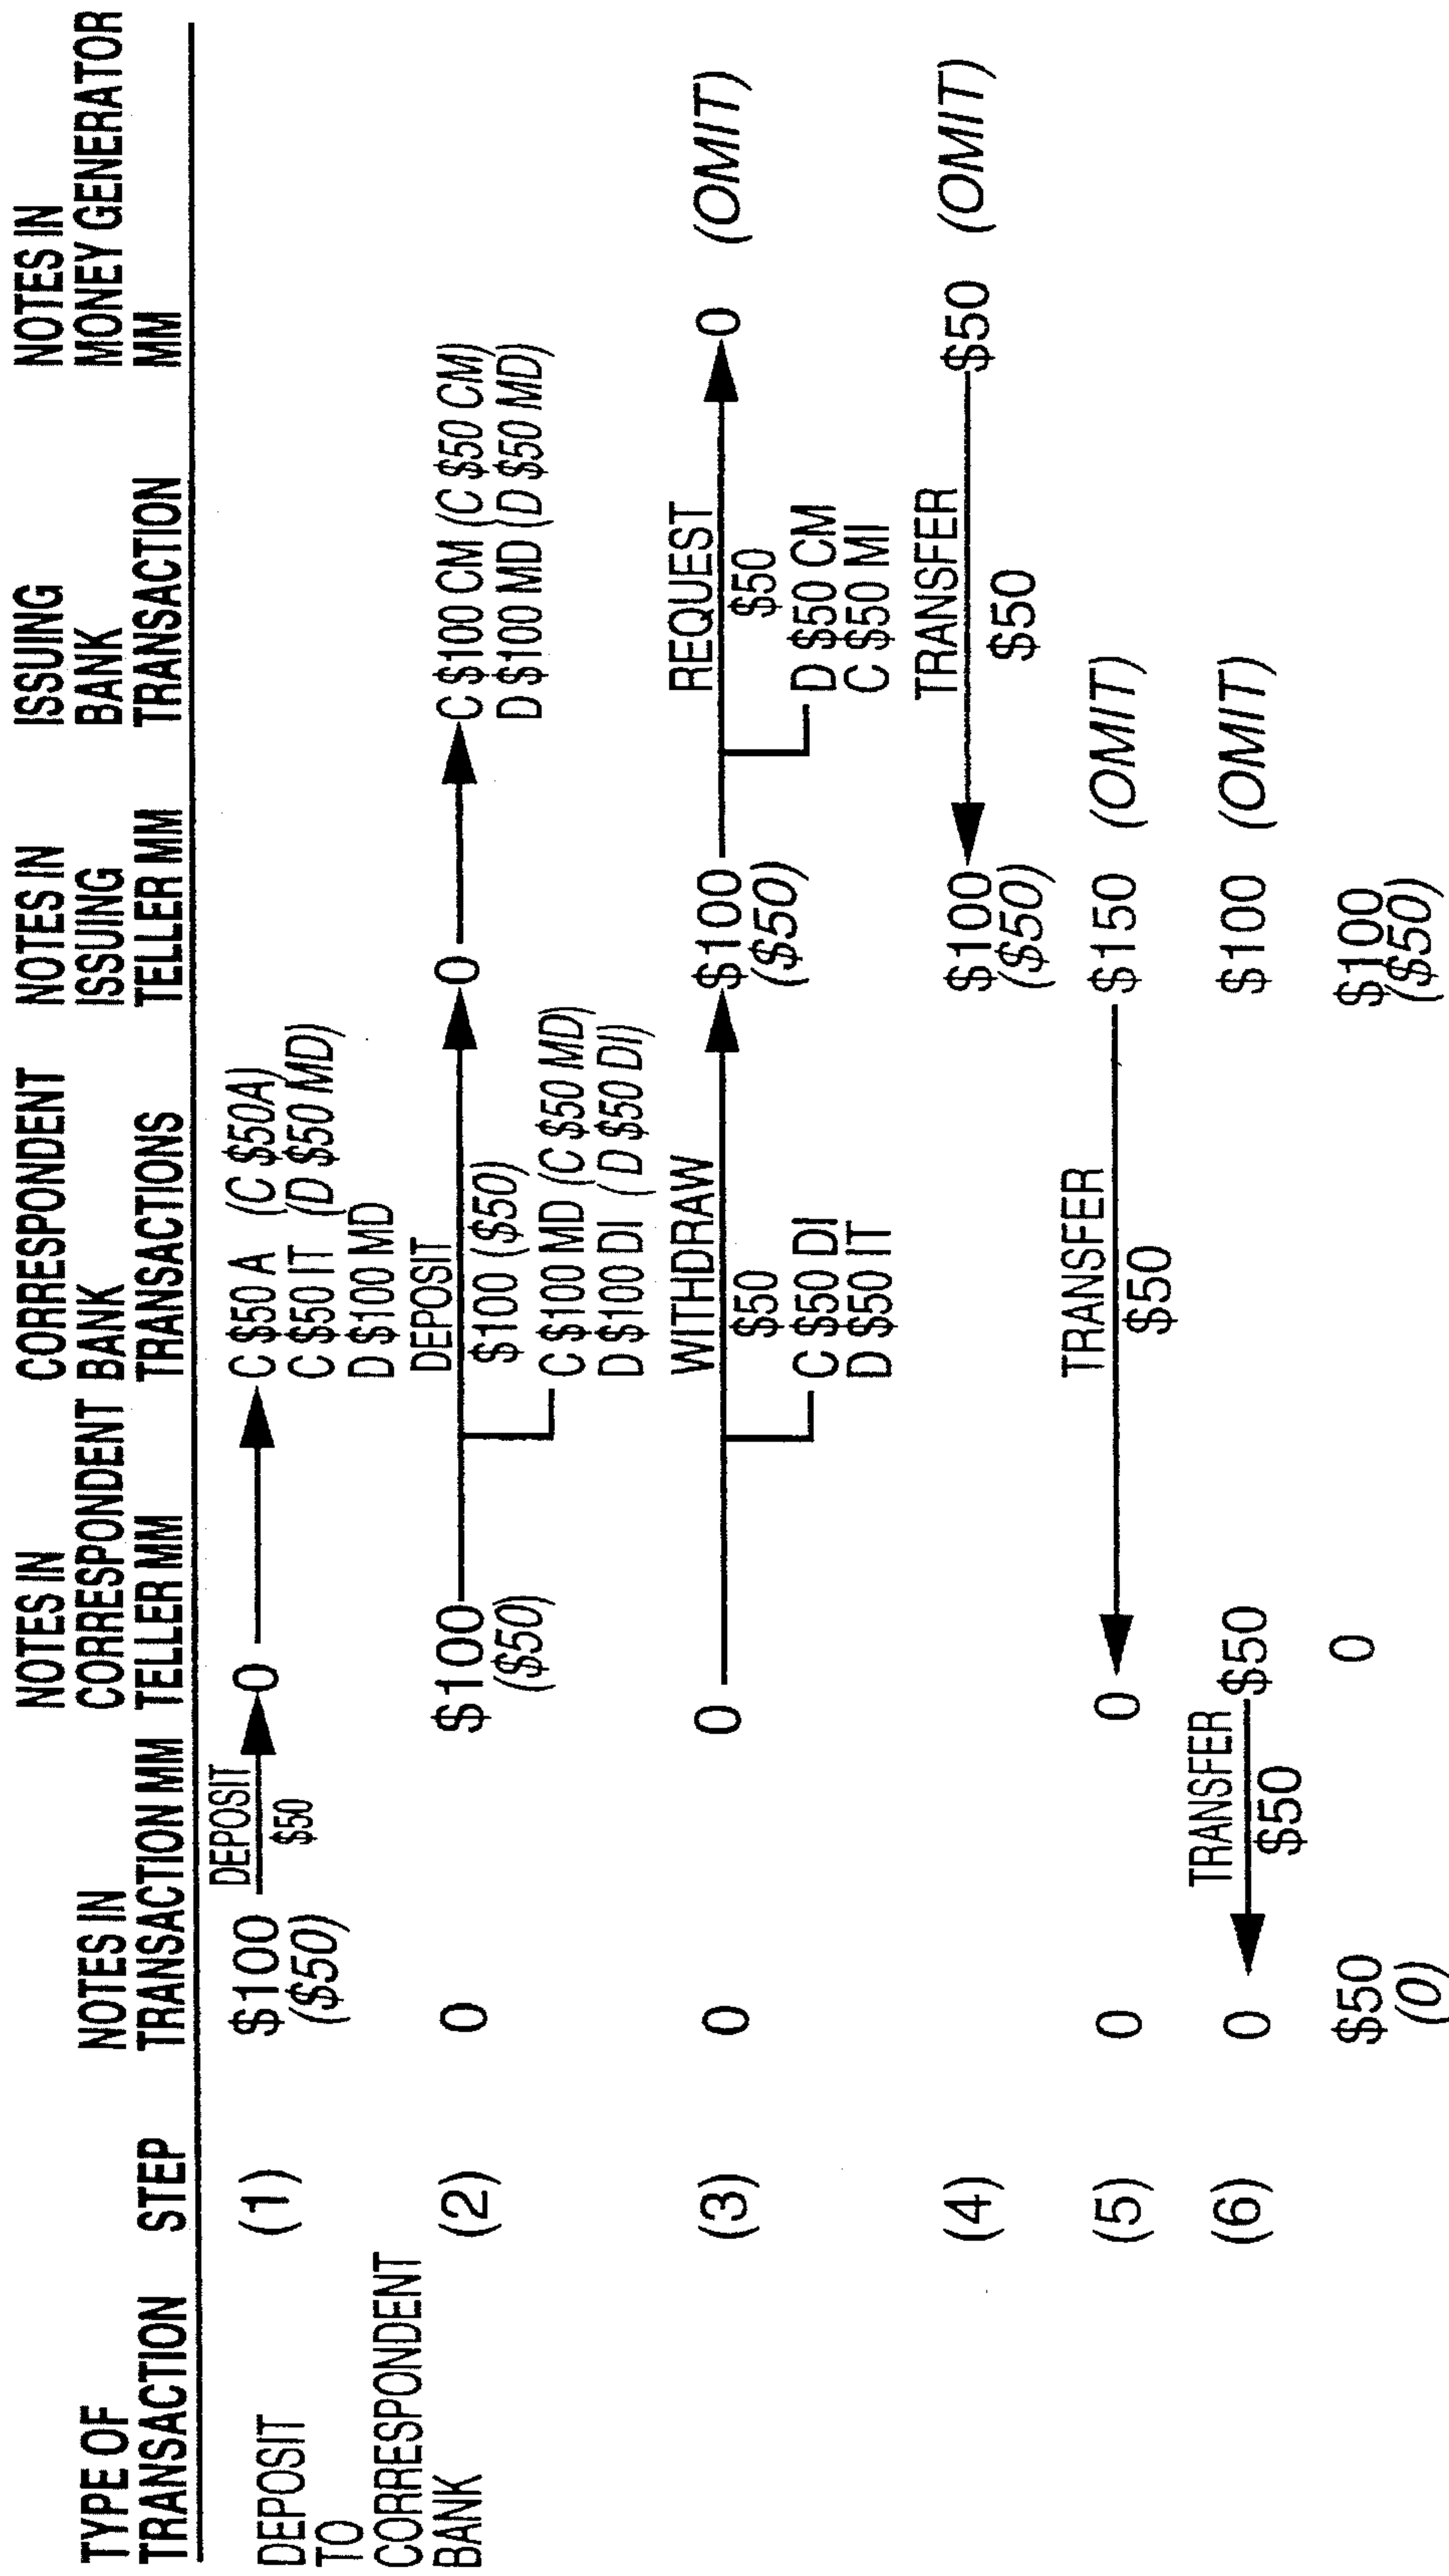 TYPE OF
TRANSACTION
STEP
NOTES IN
TRANSACTION MM
NOTES IN
CORRESPONDENT
TELLER MM
CORRESPONDENT
BANK
TRANSACTIONS
NOTES IN
ISSUING
TELLER MM
ISSUING
BANK
TRANSACTION
NOTES IN
MONEY GENERATOR
MM
DEPOSIT
TO
CORRESPONDENT
BANK
(1)
$100
($50)
DEPOSIT
$50
0
C $50 A (C $50A)
C $50 IT (D $50 MD)
D $100 MD
(2)
0
$100
($50)
DEPOSIT
$100 ($50)
C $100 MD (C $50 MD)
D $100 DI (D $50 DI)
0
C $100 CM (C $50 CM)
D $100 MD (D $50 MD)
(3)
0
0
WITHDRAW
$50
C $50 DI
D $50 IT
$100
($50)
REQUEST
$50
D $50 CM
C $50 MI
0 (OMIT)
(4)
$100
($50)
TRANSFER
$50
$50 (OMIT)
(5)
0
0
TRANSFER
$50
$150 (OMIT)
(6)
0
TRANSFER
$50
$50
$100 (OMIT)
$50
(0)
0
$100
($50)